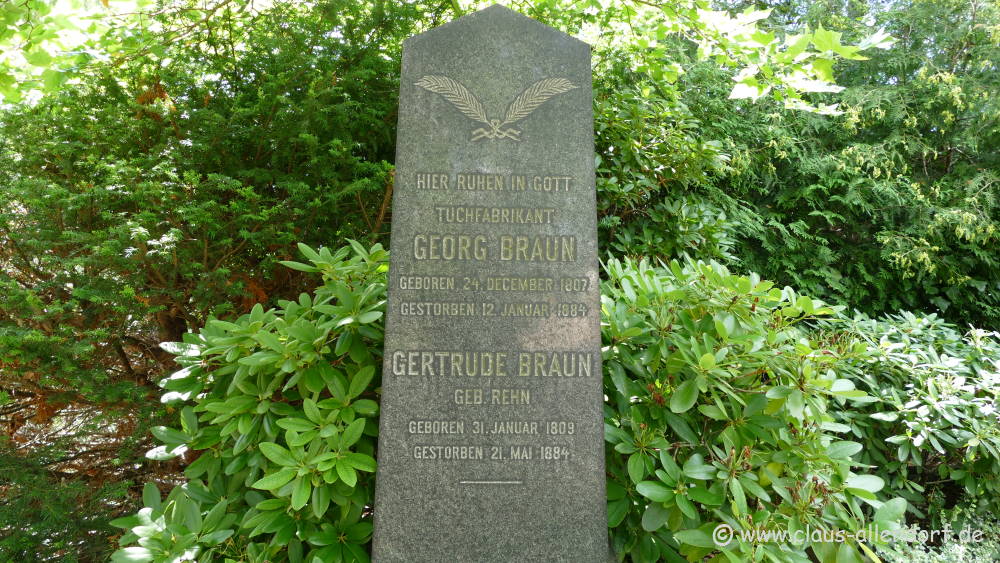 HIER RUHEN IN GOTT
TUCHFABRIKANT
GEORG BRAUN
GEBOREN, 24. DECEMBER 1807
GESTORBEN 12. JANUAR 1884
GERTRUDE BRAUN
GEB. REHN
GEBOREN 31. JANUAR 1809
GESTORBEN 21. MAI 1884.
© www.claus-allendorf.de